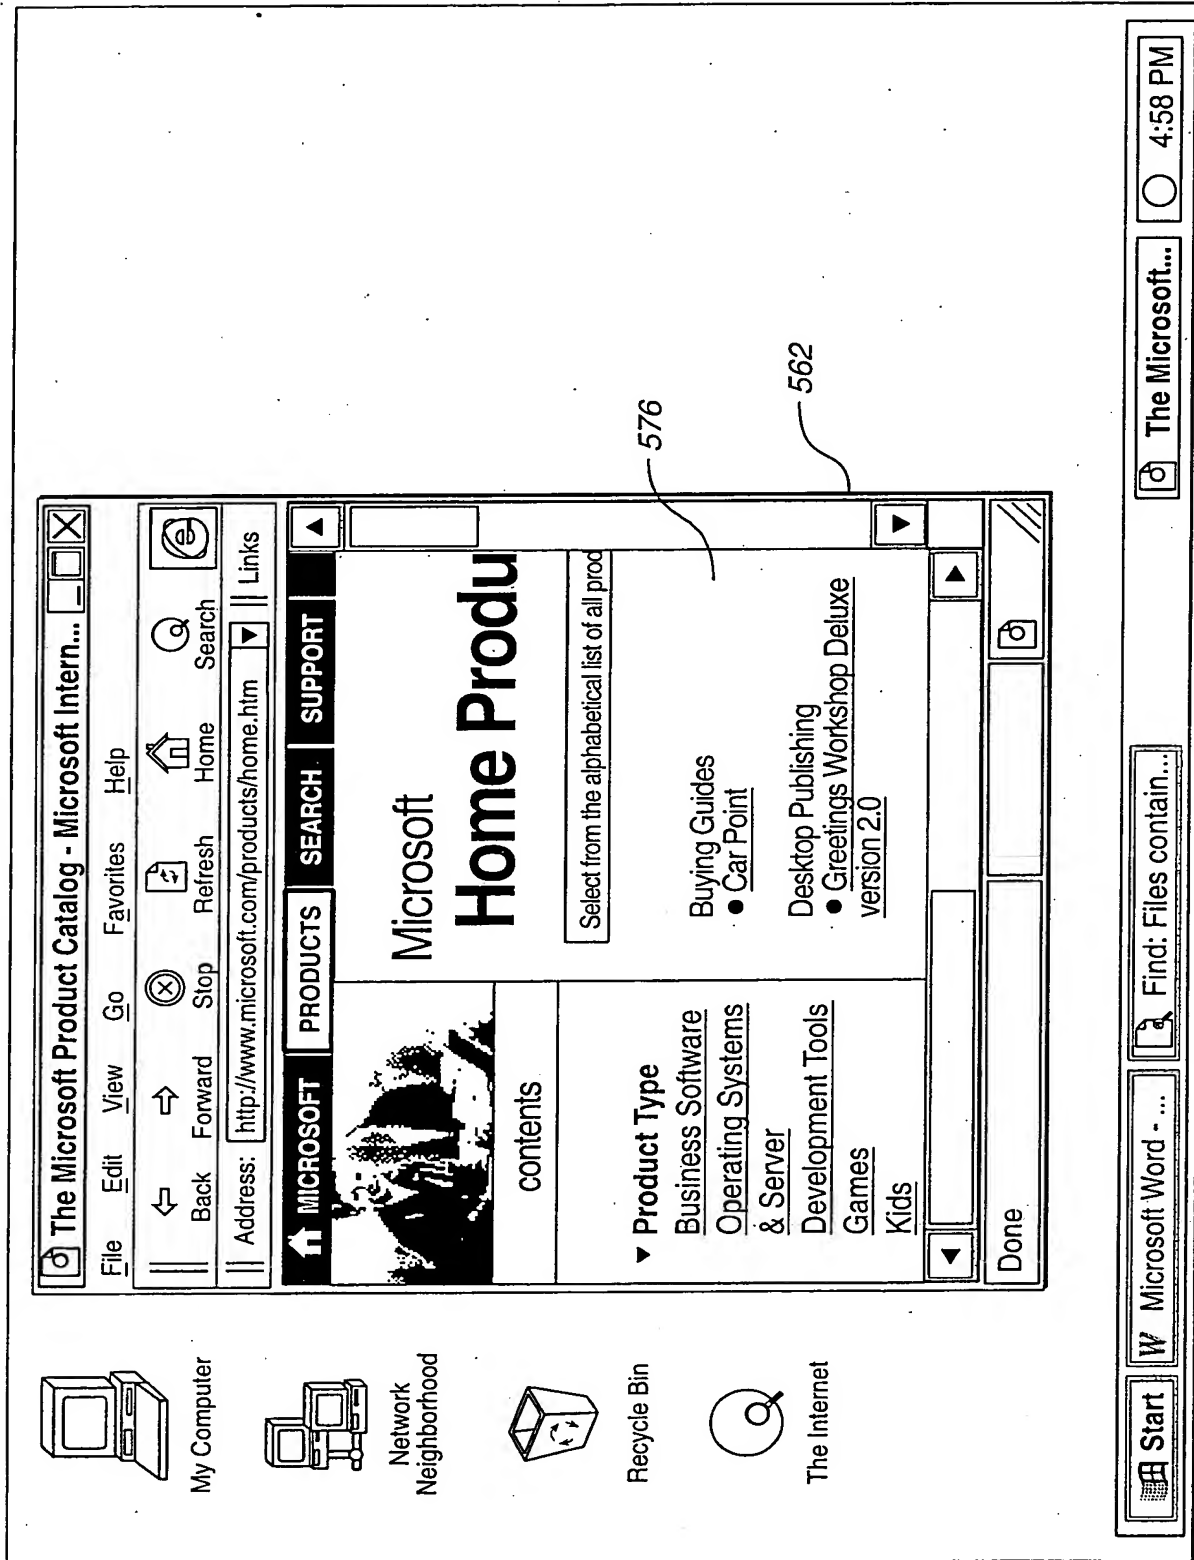 My Computer
Network
Neighborhood
Recycle Bin
The Internet
The Microsoft Product Catalog - Microsoft Intern...
File Edit View Go Favorites Help
Back Forward Stop Refresh Home Search
Address: http://www.microsoft.com/products/home.htm Links
MICROSOFT PRODUCTS SEARCH SUPPORT
contents
▼ Product Type
Business Software
Operating Systems
& Server
Development Tools
Games
Kids
Microsoft
Home Produ
Select from the alphabetical list of all prod
Buying Guides
• Car Point
Desktop Publishing
• Greetings Workshop Deluxe
version 2.0
Done
576
562
Start
W Microsoft Word - ...
Find: Files contain...
The Microsoft...
4:58 PM